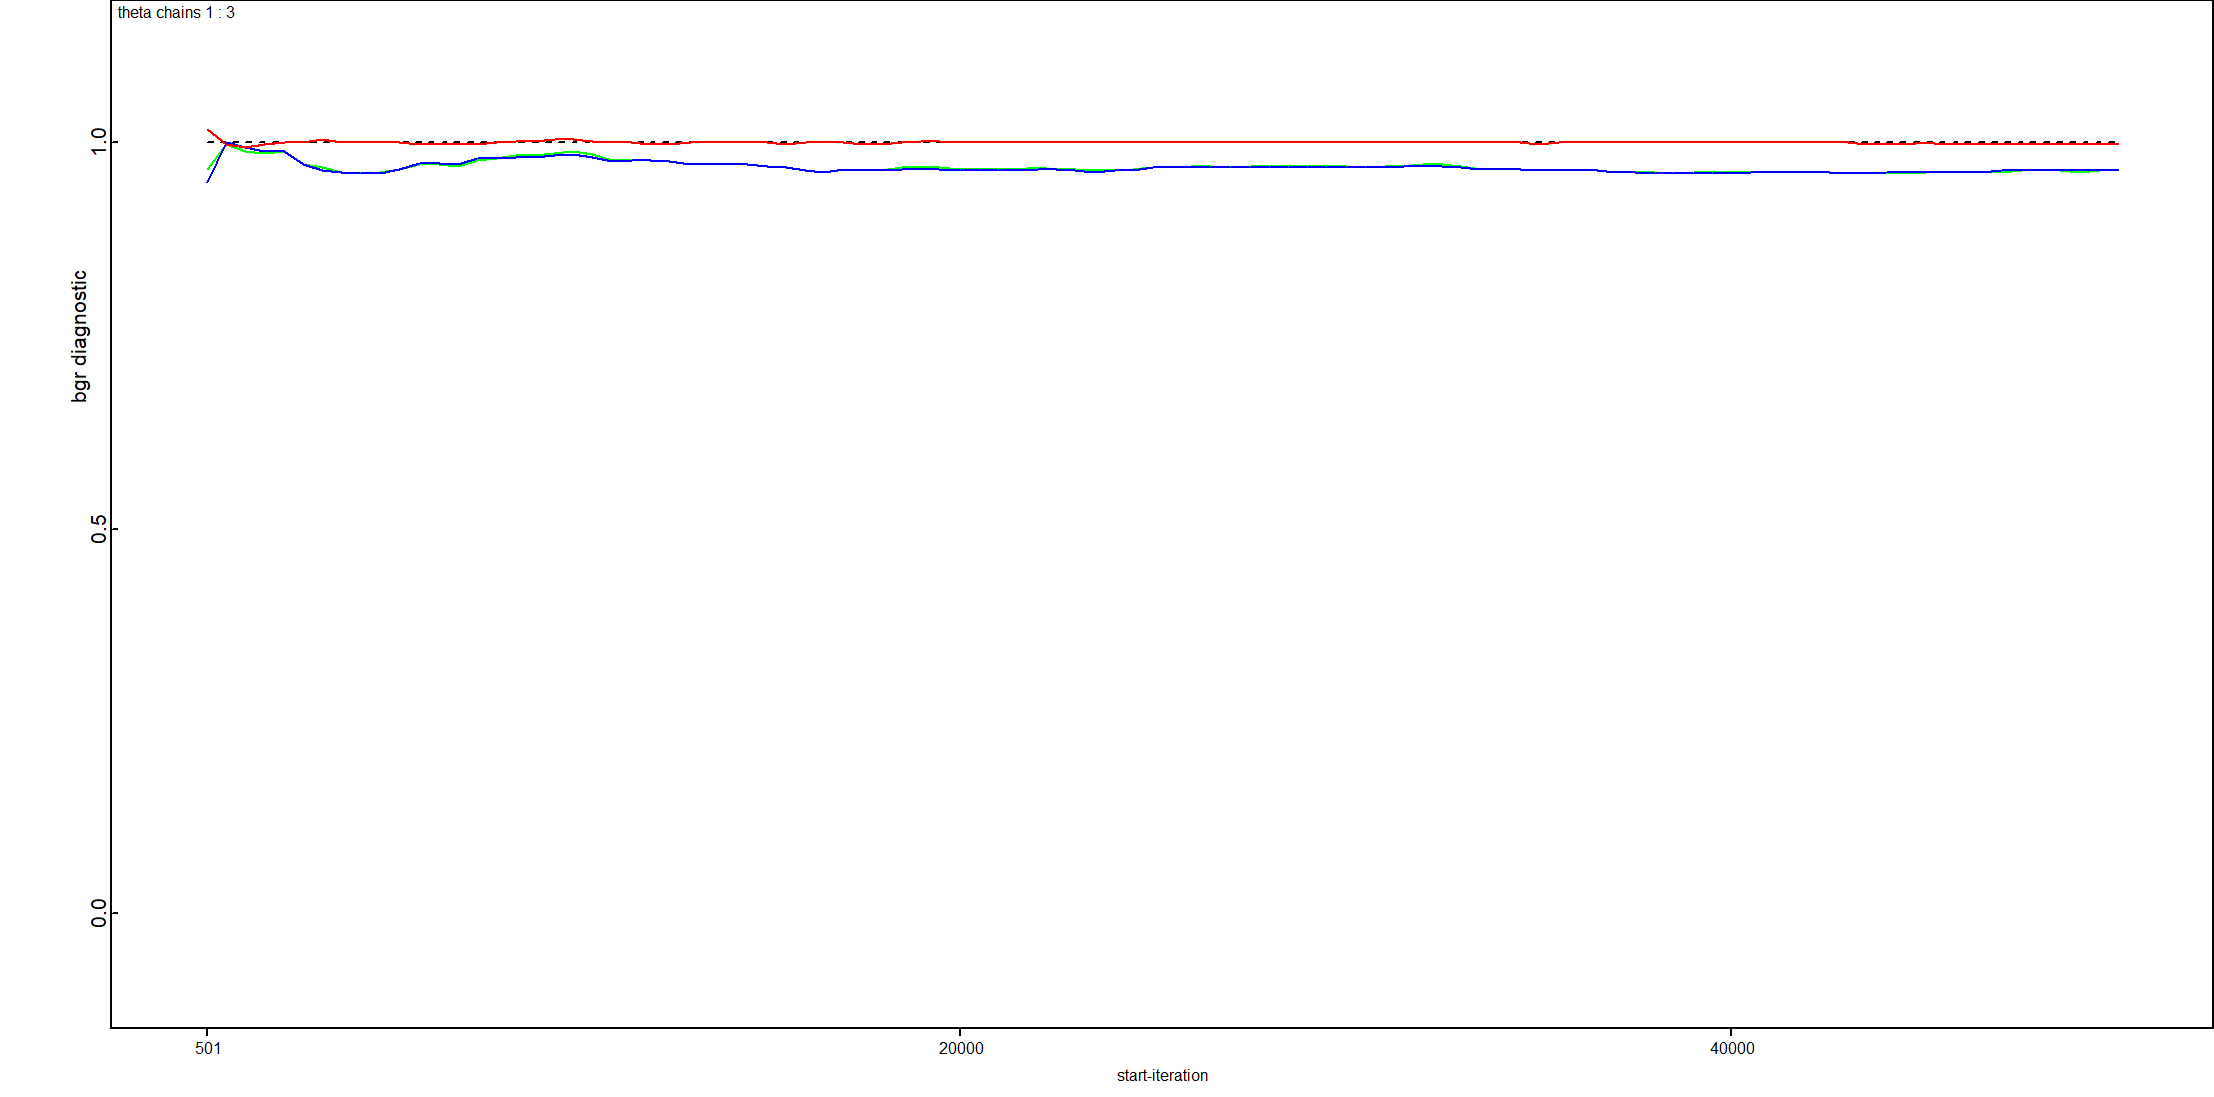 theta chains 1 : 3
1.0
bgr diagnostic
0.5
0.0
501
20000
40000
start-iteration